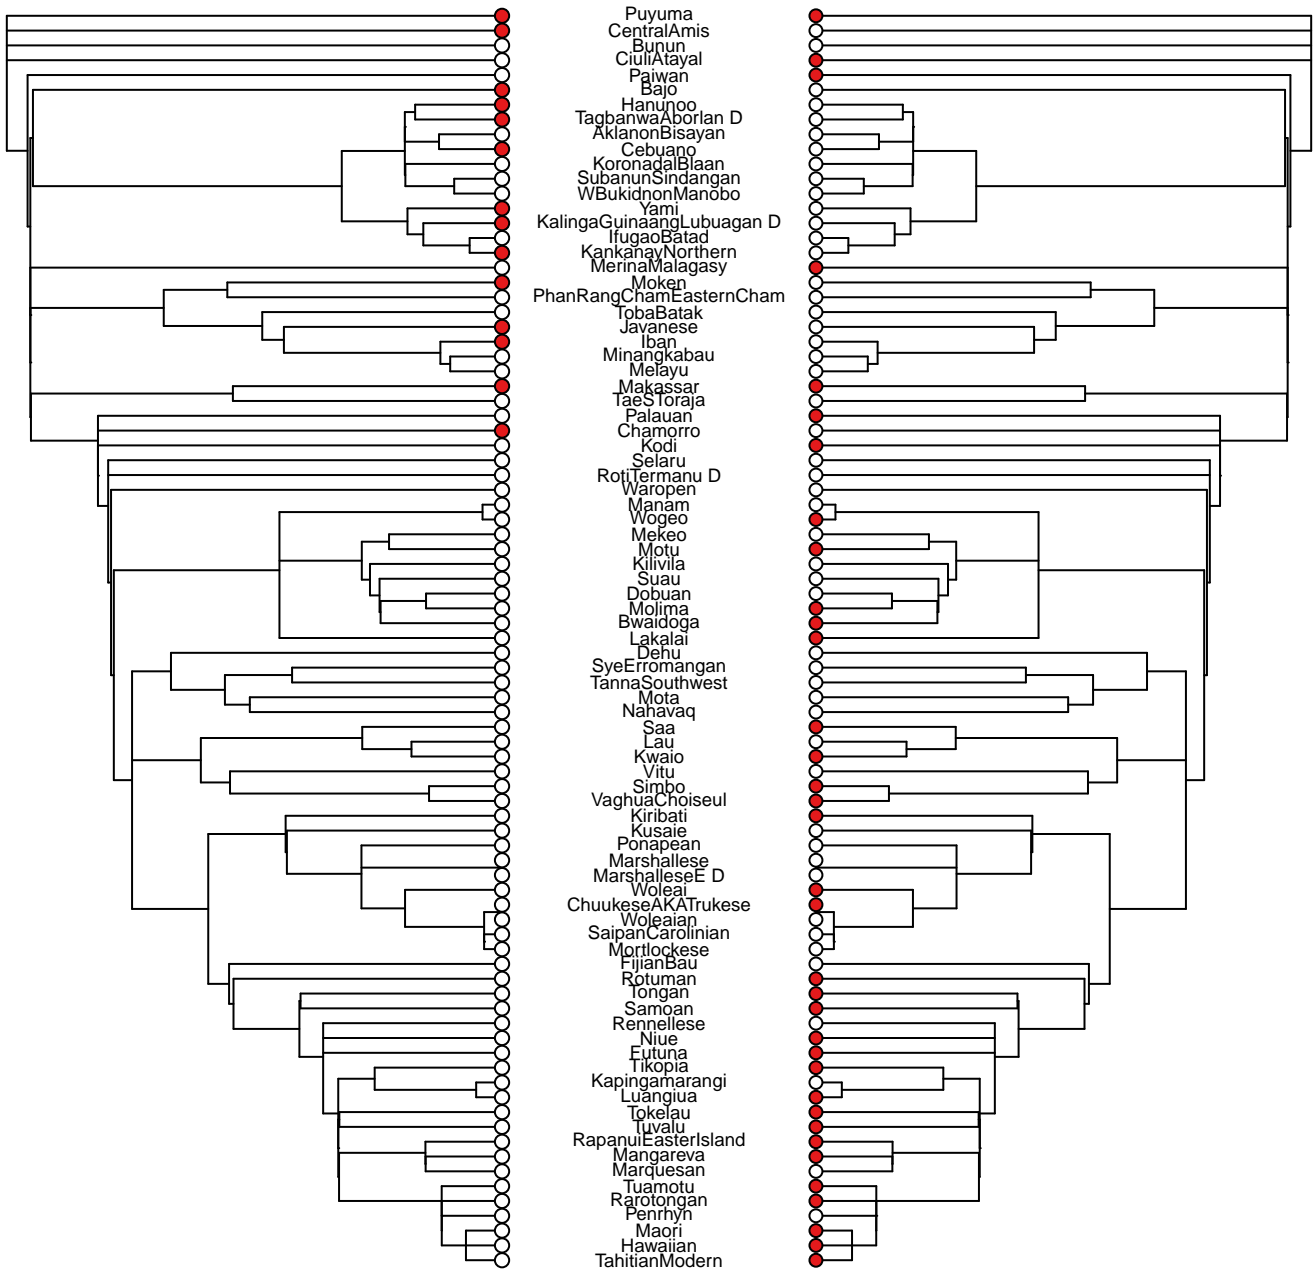 Puyuma
CentralAmis
Bunun
CiuliAtayal
Paiwan
Bajo
Hanunoo
TagbanwaAborlan D
AklanonBisayan
Cebuano
KoronadalBlaan
SubanunSindangan
WBukidnonManobo
Yami
KalingaGuinaangLubuagan D
IfugaoBatad
KankanayNorthern
MerinaMalagasy
Moken
PhanRangChamEasternCham
TobaBatak
Javanese
Iban
Minangkabau
Melayu
Makassar
TaeSToraja
Palauan
Chamorro
Kodi
Selaru
RotiTermanu D
Waropen
Manam
Wogeo
Mekeo
Motu
Kilivila
Suau
Dobuan
Molima
Bwaidoga
Lakalai
Dehu
SyeErromangan
TannaSouthwest
Mota
Nahavaq
Saa
Lau
Kwaio
Vitu
Simbo
VaghuaChoiseul
Kiribati
Kusaie
Ponapean
Marshallese
MarshalleseE D
Woleai
ChuukeseAKATrukese
Woleaian
SaipanCarolinian
Mortlockese
FijianBau
Rotuman
Tongan
Samoan
Rennellese
Niue
Futuna
Tikopia
Kapingamarangi
Luangiua
Tokelau
Tuvalu
RapanuiEasterIsland
Mangareva
Marquesan
Tuamotu
Rarotongan
Penrhyn
Maori
Hawaiian
TahitianModern